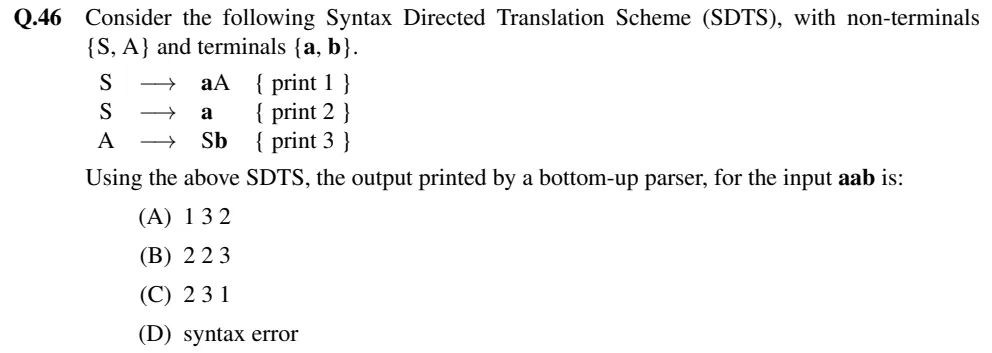 Q.46 Consider the following Syntax Directed Translation Scheme (SDTS), with non-terminals
{S, A} and terminals {a, b}.
S ⟶ aA { print 1 }
S ⟶ a { print 2 }
A ⟶ Sb { print 3 }
Using the above SDTS, the output printed by a bottom-up parser, for the input aab is:
(A) 1 3 2
(B) 2 2 3
(C) 2 3 1
(D) syntax error